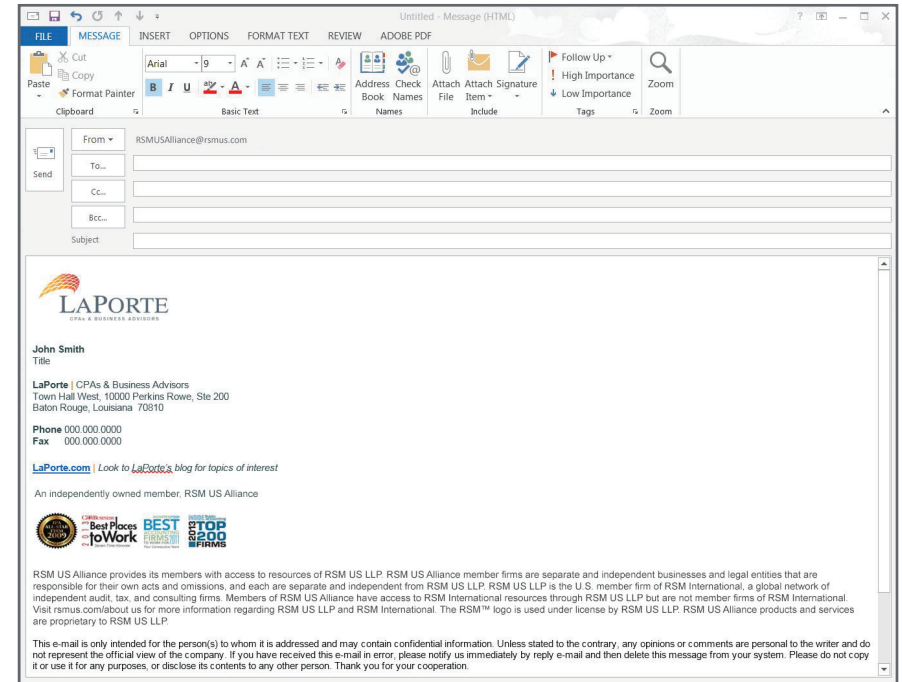 Untitled - Message (HTML)
FILE MESSAGE INSERT OPTIONS FORMAT TEXT REVIEW ADOBE PDF
Paste
Cut
Copy
Format Painter
Clipboard
Arial 9
B I U
Basic Text
Address Book
Check Names
Names
Attach File
Attach Item
Signature
Include
Follow Up
High Importance
Low Importance
Tags
Zoom
Zoom
Send
From RSMUSAlliance@rsmus.com
To...
Cc...
Bcc...
Subject
LAPORTE
CPAs & BUSINESS ADVISORS
John Smith
Title
LaPorte | CPAs & Business Advisors
Town Hall West, 10000 Perkins Rowe, Ste 200
Baton Rouge, Louisiana 70810
Phone 000.000.0000
Fax 000.000.0000
LaPorte.com | Look to LaPorte's blog for topics of interest
An independently owned member, RSM US Alliance
2009
Best Places
toWork
BEST
ACCOUNTING
FIRMS
2013 TOP
200
FIRMS
RSM US Alliance provides its members with access to resources of RSM US LLP. RSM US Alliance member firms are separate and independent businesses and legal entities that are
responsible for their own acts and omissions, and each are separate and independent from RSM US LLP. RSM US LLP is the U.S. member firm of RSM International, a global network of
independent audit, tax, and consulting firms. Members of RSM US Alliance have access to RSM International resources through RSM US LLP but are not member firms of RSM International.
Visit rsmus.com/about us for more information regarding RSM US LLP and RSM International. The RSM™ logo is used under license by RSM US LLP. RSM US Alliance products and services
are proprietary to RSM US LLP.
This e-mail is only intended for the person(s) to whom it is addressed and may contain confidential information. Unless stated to the contrary, any opinions or comments are personal to the writer and do
not represent the official view of the company. If you have received this e-mail in error, please notify us immediately by reply e-mail and then delete this message from your system. Please do not copy
it or use it for any purposes, or disclose its contents to any other person. Thank you for your cooperation.